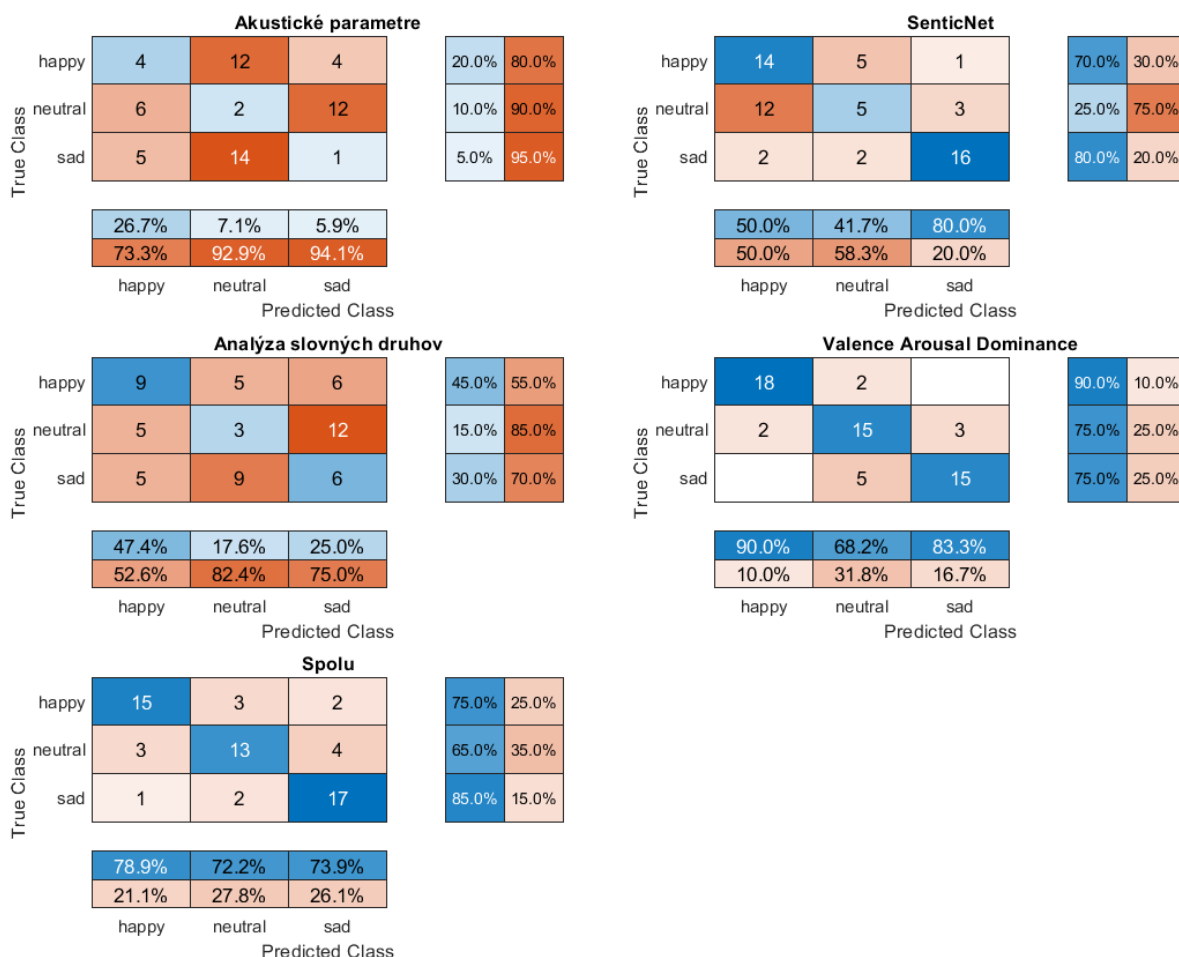 Akustické parametre
True Class
happy 4 12 4 20.0% 80.0%
neutral 6 2 12 10.0% 90.0%
sad 5 14 1 5.0% 95.0%
26.7% 7.1% 5.9%
73.3% 92.9% 94.1%
happy neutral sad
Predicted Class
SenticNet
True Class
happy 14 5 1 70.0% 30.0%
neutral 12 5 3 25.0% 75.0%
sad 2 2 16 80.0% 20.0%
50.0% 41.7% 80.0%
50.0% 58.3% 20.0%
happy neutral sad
Predicted Class
Analýza slovných druhov
True Class
happy 9 5 6 45.0% 55.0%
neutral 5 3 12 15.0% 85.0%
sad 5 9 6 30.0% 70.0%
47.4% 17.6% 25.0%
52.6% 82.4% 75.0%
happy neutral sad
Predicted Class
Valence Arousal Dominance
True Class
happy 18 2 90.0% 10.0%
neutral 2 15 3 75.0% 25.0%
sad 5 15 75.0% 25.0%
90.0% 68.2% 83.3%
10.0% 31.8% 16.7%
happy neutral sad
Predicted Class
Spolu
True Class
happy 15 3 2 75.0% 25.0%
neutral 3 13 4 65.0% 35.0%
sad 1 2 17 85.0% 15.0%
78.9% 72.2% 73.9%
21.1% 27.8% 26.1%
happy neutral sad
Predicted Class